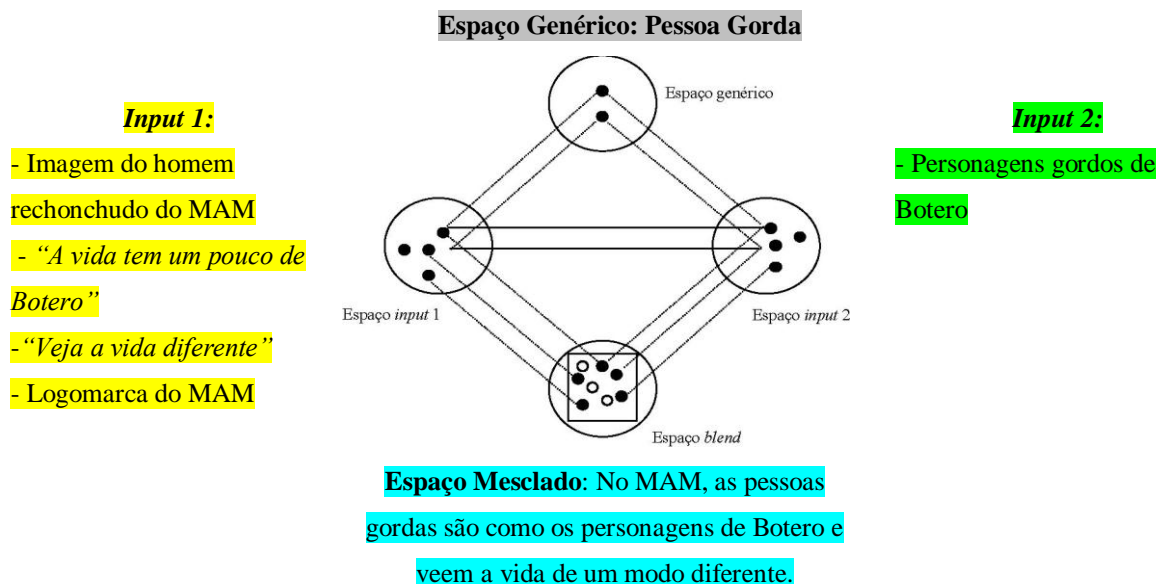 Espaço Genérico: Pessoa Gorda
Espaço genérico
Input 1:
- Imagem do homem
rechonchudo do MAM
- “A vida tem um pouco de
Botero”
-“Veja a vida diferente”
- Logomarca do MAM
Input 2:
- Personagens gordos de
Botero
Espaço input 1
Espaço input 2
Espaço blend
Espaço Mesclado: No MAM, as pessoas
gordas são como os personagens de Botero e
veem a vida de um modo diferente.